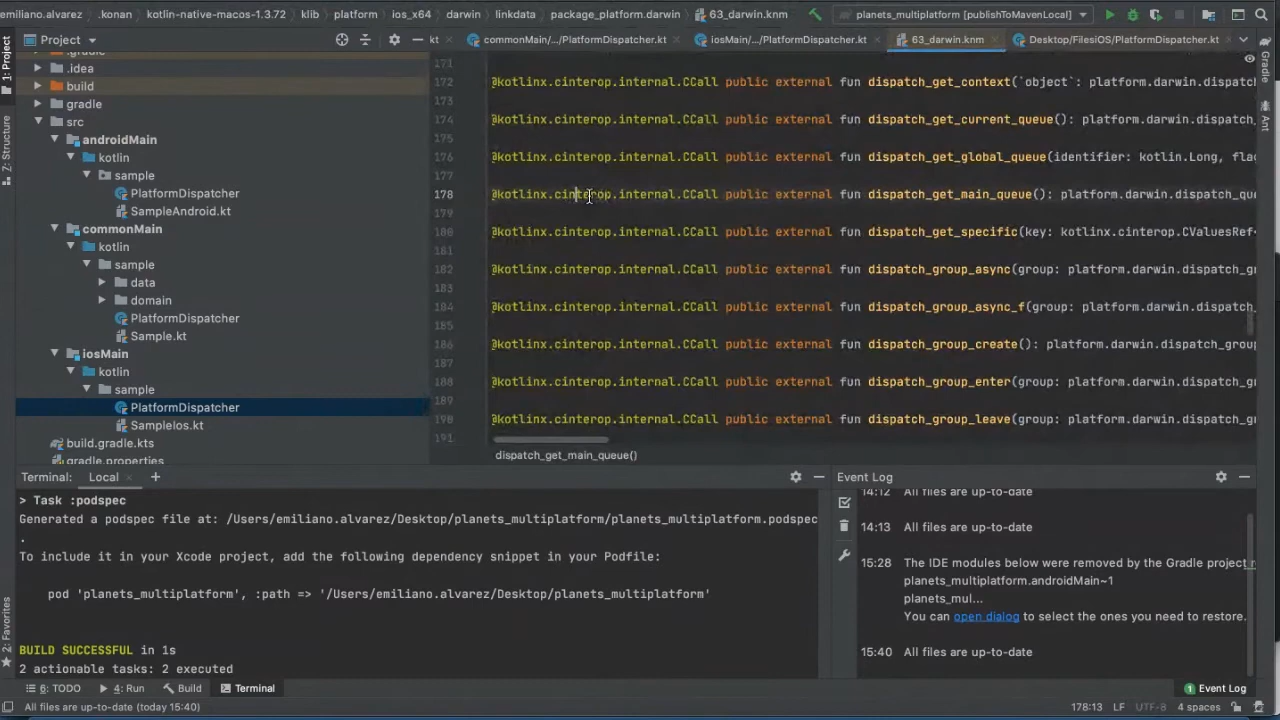 emiliano.alvarez › .konan › kotlin-native-macos-1.3.72 › klib › platform › ios_x64 › darwin › linkdata › package_platform.darwin › 63_darwin.knm
planets_multiplatform [publishToMavenLocal]
Project
kt
commonMain/.../PlatformDispatcher.kt
iosMain/.../PlatformDispatcher.kt
63_darwin.knm
Desktop/FilesiOS/PlatformDispatcher.kt
1: Project
7: Structure
2: Favorites
Gradle
Ant
.idea
build
gradle
src
androidMain
kotlin
sample
PlatformDispatcher
SampleAndroid.kt
commonMain
kotlin
sample
data
domain
PlatformDispatcher
Sample.kt
iosMain
kotlin
sample
PlatformDispatcher
SampleIos.kt
build.gradle.kts
gradle.properties
171
172 @kotlinx.cinterop.internal.CCall public external fun dispatch_get_context(`object`: platform.darwin.dispatc
173
174 @kotlinx.cinterop.internal.CCall public external fun dispatch_get_current_queue(): platform.darwin.dispatch_
175
176 @kotlinx.cinterop.internal.CCall public external fun dispatch_get_global_queue(identifier: kotlin.Long, flag
177
178 @kotlinx.cinterop.internal.CCall public external fun dispatch_get_main_queue(): platform.darwin.dispatch_que
179
180 @kotlinx.cinterop.internal.CCall public external fun dispatch_get_specific(key: kotlinx.cinterop.CValuesRef<
181
182 @kotlinx.cinterop.internal.CCall public external fun dispatch_group_async(group: platform.darwin.dispatch_gr
183
184 @kotlinx.cinterop.internal.CCall public external fun dispatch_group_async_f(group: platform.darwin.dispatch_
185
186 @kotlinx.cinterop.internal.CCall public external fun dispatch_group_create(): platform.darwin.dispatch_group
187
188 @kotlinx.cinterop.internal.CCall public external fun dispatch_group_enter(group: platform.darwin.dispatch_gr
189
190 @kotlinx.cinterop.internal.CCall public external fun dispatch_group_leave(group: platform.darwin.dispatch_gr
191
dispatch_get_main_queue()
Terminal: Local +
> Task :podspec
Generated a podspec file at: /Users/emiliano.alvarez/Desktop/planets_multiplatform/planets_multiplatform.podspec
.
To include it in your Xcode project, add the following dependency snippet in your Podfile:
pod 'planets_multiplatform', :path => '/Users/emiliano.alvarez/Desktop/planets_multiplatform'
BUILD SUCCESSFUL in 1s
2 actionable tasks: 2 executed
Event Log
14:12 All files are up-to-date
14:13 All files are up-to-date
15:28 The IDE modules below were removed by the Gradle project r
planets_multiplatform.androidMain~1
planets_mul...
You can open dialog to select the ones you need to restore.
15:40 All files are up-to-date
6: TODO
4: Run
Build
Terminal
1 Event Log
All files are up-to-date (today 15:40)
178:13 LF UTF-8 4 spaces